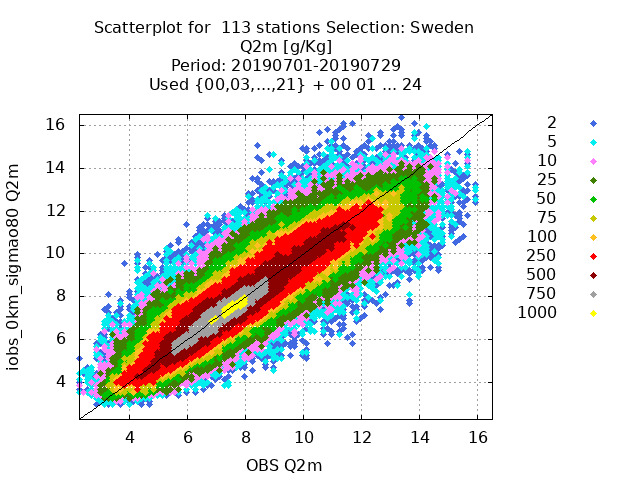 Scatterplot for  113 stations Selection: Sweden
Q2m [g/Kg]
Period: 20190701-20190729
Used {00,03,...,21} + 00 01 ... 24
16
14
12
10
8
6
4
iobs_0km_sigmao80 Q2m
4 6 8 10 12 14 16
OBS Q2m
2
5
10
25
50
75
100
250
500
750
1000